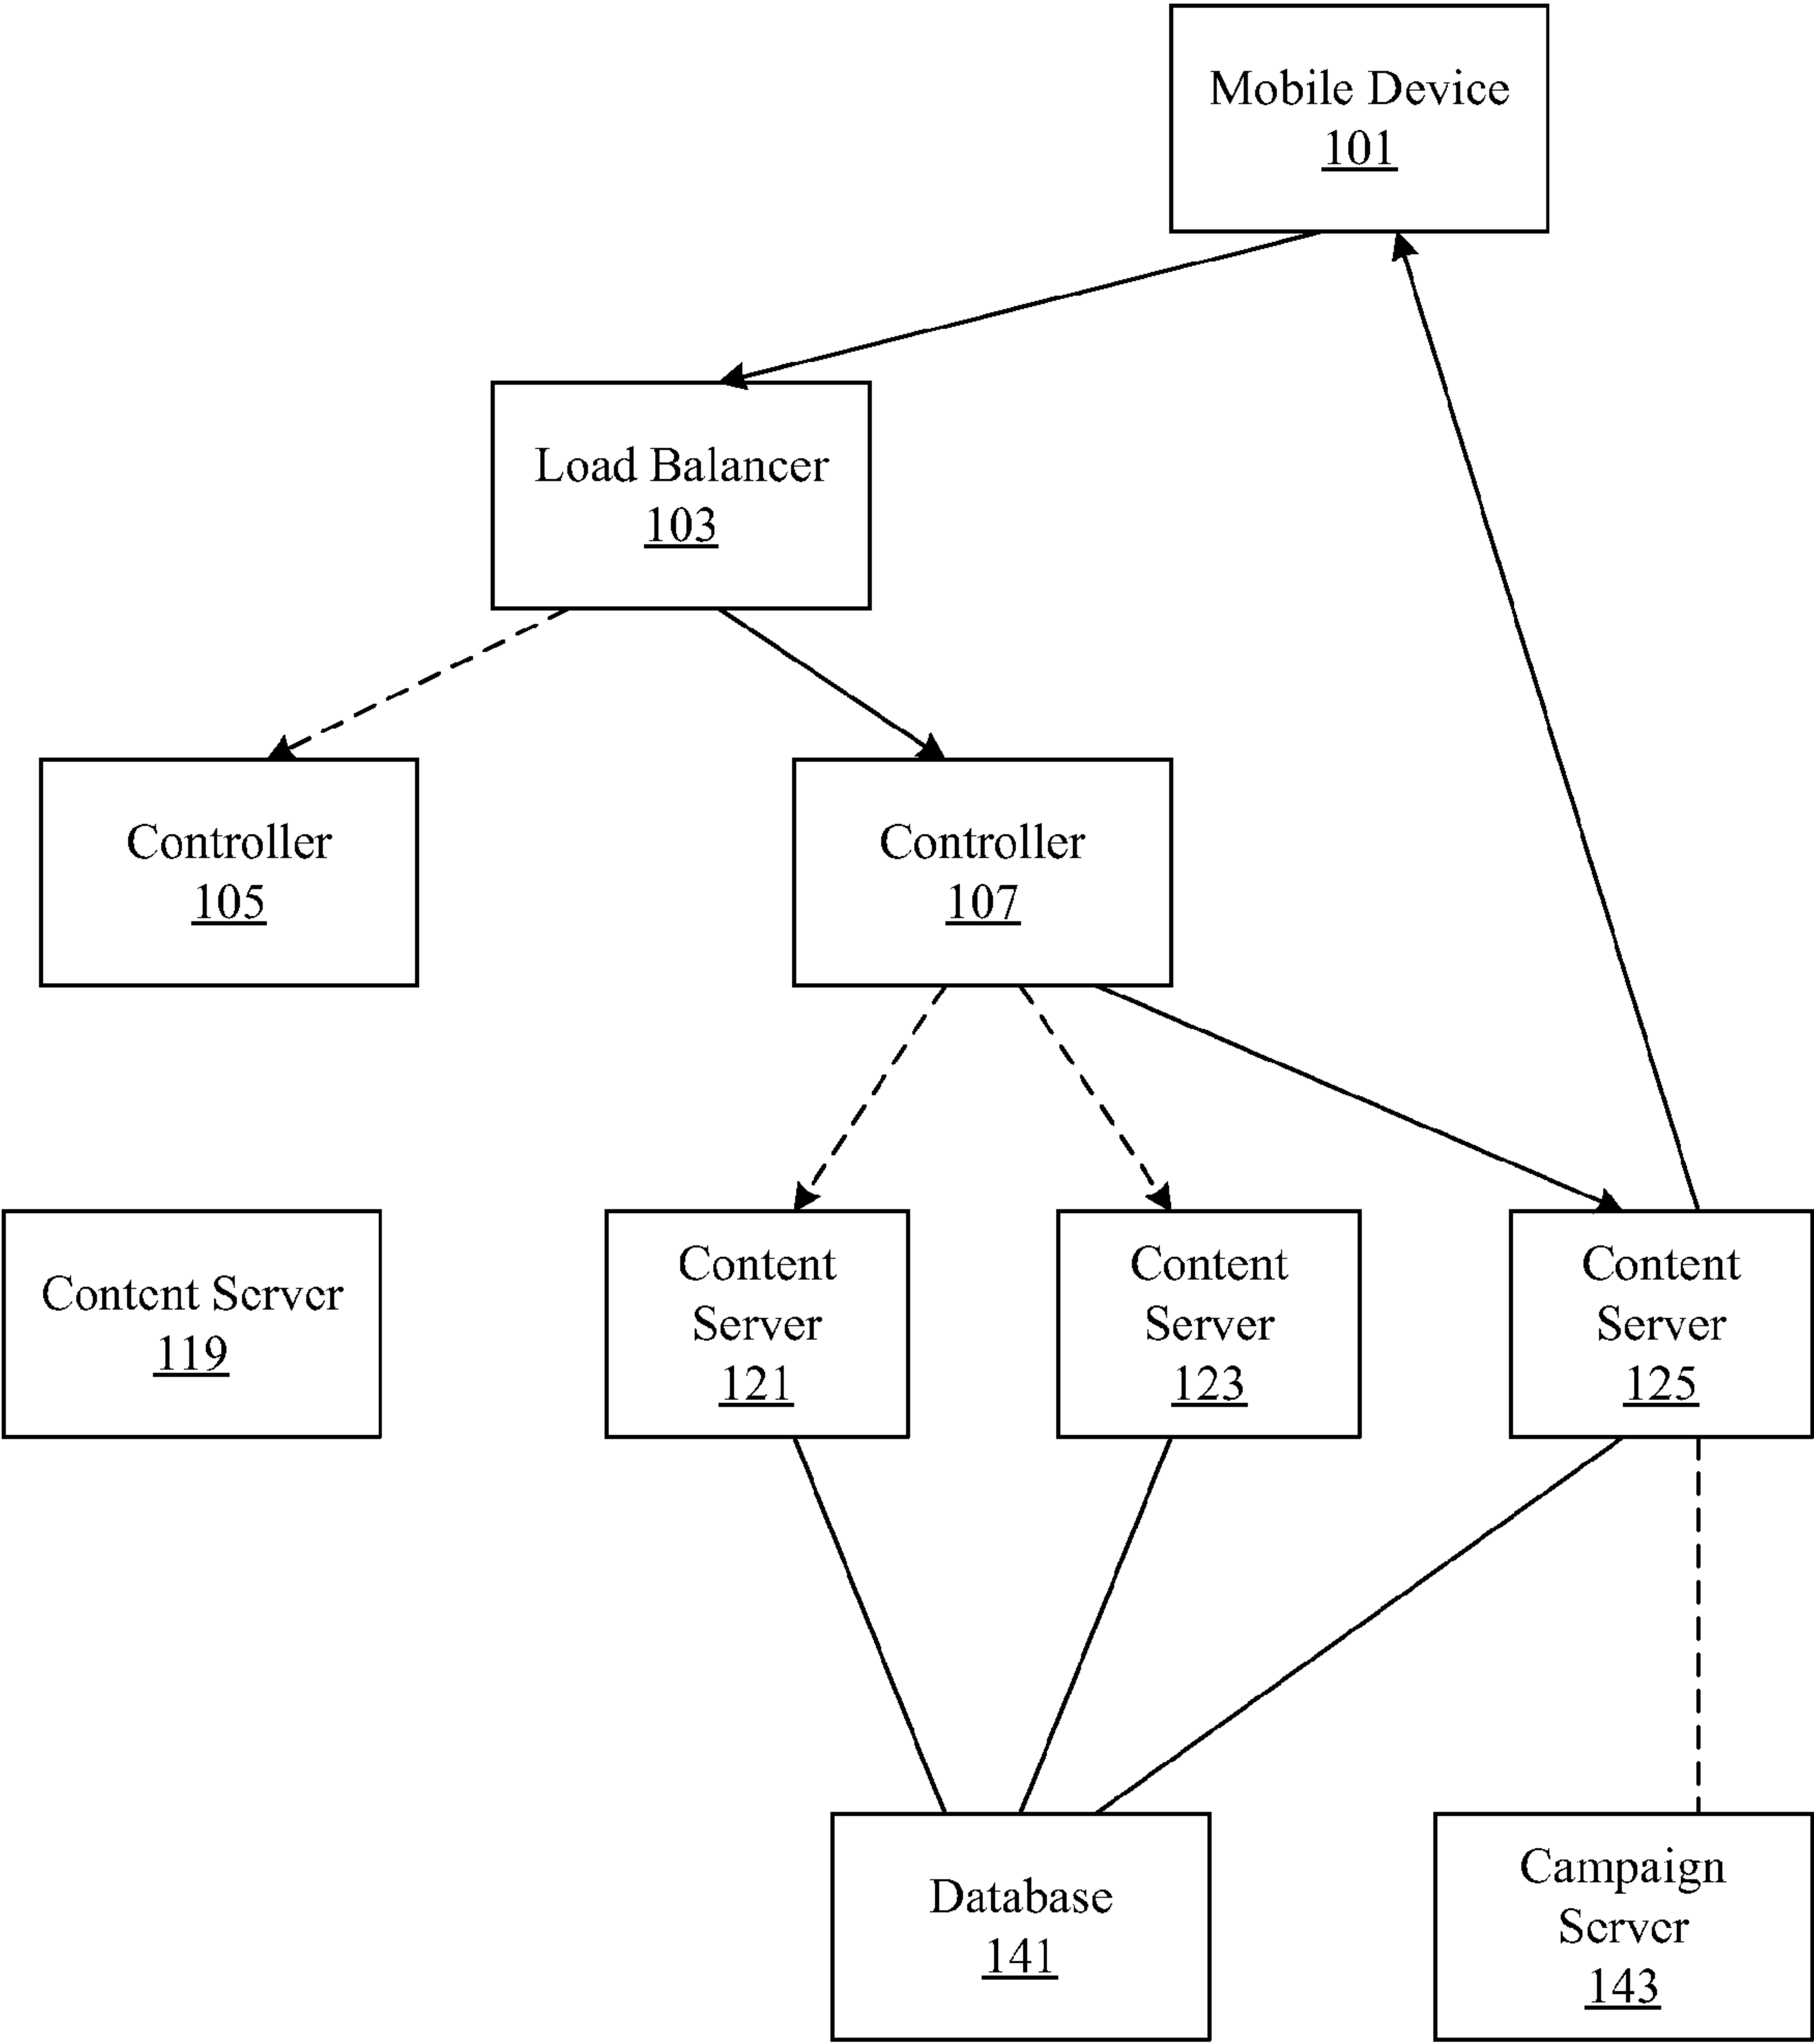 Mobile Device
101
Load Balancer
103
Controller
105
Controller
107
Content Server
119
Content
Server
121
Content
Server
123
Content
Server
125
Database
141
Campaign
Server
143